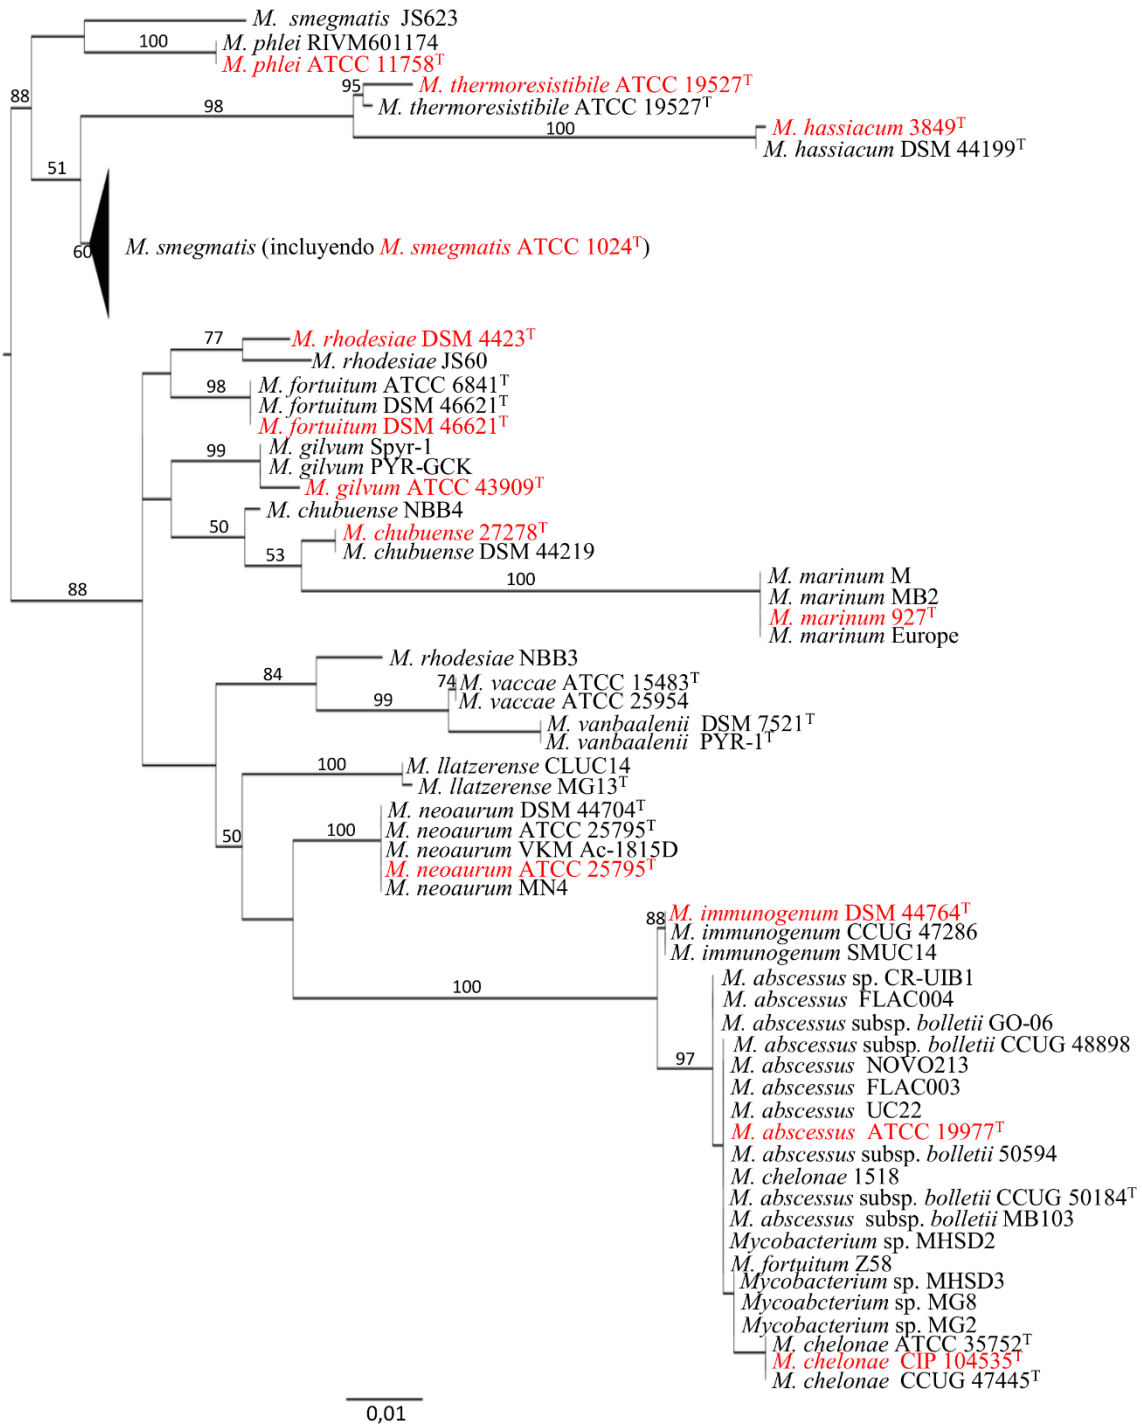 M. smegmatis JS623
100
M. phlei RIVM601174
M. phlei ATCC 11758T
95
M. thermoresistibile ATCC 19527T
88
98
M. thermoresistibile ATCC 19527T
100
M. hassiacum 3849T
M. hassiacum DSM 44199T
51
60
M. smegmatis (incluyendo M. smegmatis ATCC 1024T)
77
M. rhodesiae DSM 4423T
M. rhodesiae JS60
98
M. fortuitum ATCC 6841T
M. fortuitum DSM 46621T
M. fortuitum DSM 46621T
99
M. gilvum Spyr-1
M. gilvum PYR-GCK
M. gilvum ATCC 43909T
M. chubuense NBB4
50
M. chubuense 27278T
53
M. chubuense DSM 44219
100
M. marinum M
88
M. marinum MB2
M. marinum 927T
M. marinum Europe
M. rhodesiae NBB3
84
74
M. vaccae ATCC 15483T
99
M. vaccae ATCC 25954
M. vanbaalenii DSM 7521T
M. vanbaalenii PYR-1T
100
M. llatzerense CLUC14
M. llatzerense MG13T
M. neoaurum DSM 44704T
50
100
M. neoaurum ATCC 25795T
M. neoaurum VKM Ac-1815D
M. neoaurum ATCC 25795T
M. neoaurum MN4
88
M. immunogenum DSM 44764T
M. immunogenum CCUG 47286
M. immunogenum SMUC14
100
M. abscessus sp. CR-UIB1
M. abscessus FLAC004
M. abscessus subsp. bolletii GO-06
M. abscessus subsp. bolletii CCUG 48898
97
M. abscessus NOVO213
M. abscessus FLAC003
M. abscessus UC22
M. abscessus ATCC 19977T
M. abscessus subsp. bolletii 50594
M. chelonae 1518
M. abscessus subsp. bolletii CCUG 50184T
M. abscessus subsp. bolletii MB103
Mycobacterium sp. MHSD2
M. fortuitum Z58
Mycobacterium sp. MHSD3
Mycoabcterium sp. MG8
Mycobacterium sp. MG2
M. chelonae ATCC 35752T
M. chelonae CIP 104535T
M. chelonae CCUG 47445T
0,01